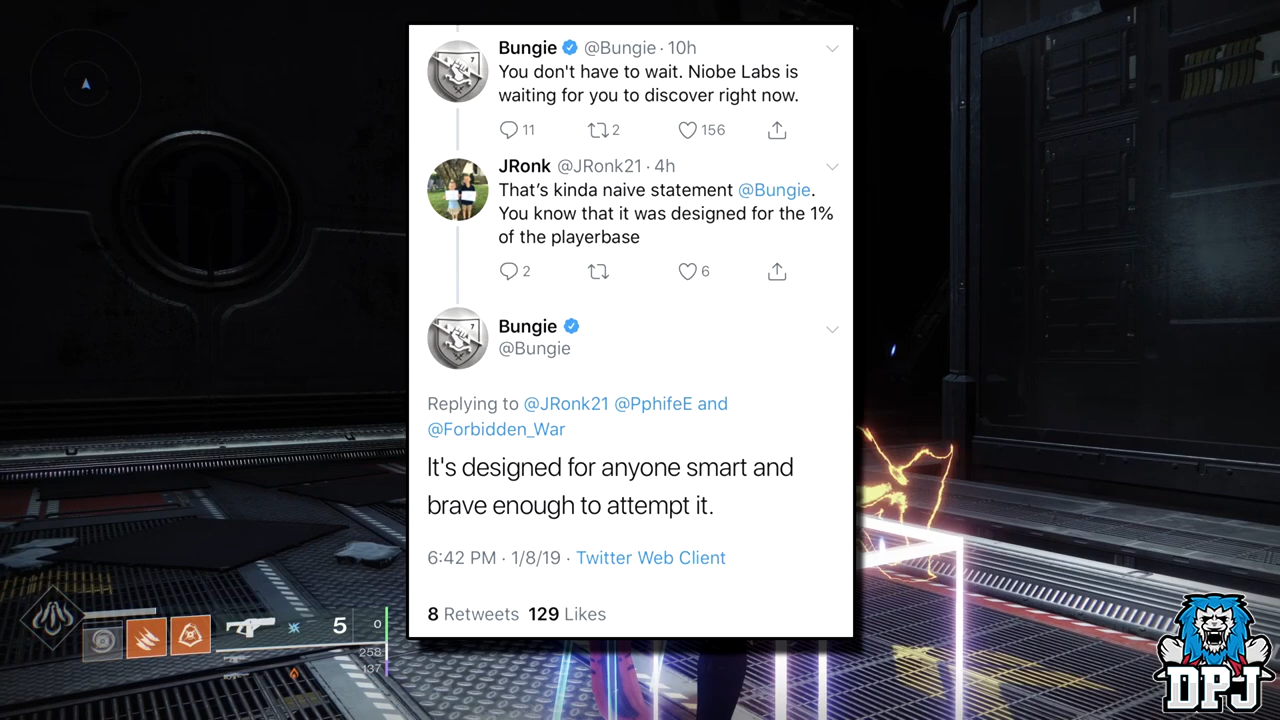 Bungie @Bungie · 10h
You don't have to wait. Niobe Labs is
waiting for you to discover right now.
11 2 156
JRonk @JRonk21 · 4h
That’s kinda naive statement @Bungie.
You know that it was designed for the 1%
of the playerbase
2 6
Bungie
@Bungie
Replying to @JRonk21 @PphifeE and
@Forbidden_War
It's designed for anyone smart and
brave enough to attempt it.
6:42 PM · 1/8/19 · Twitter Web Client
8 Retweets 129 Likes
5 0
258
137
DPJ